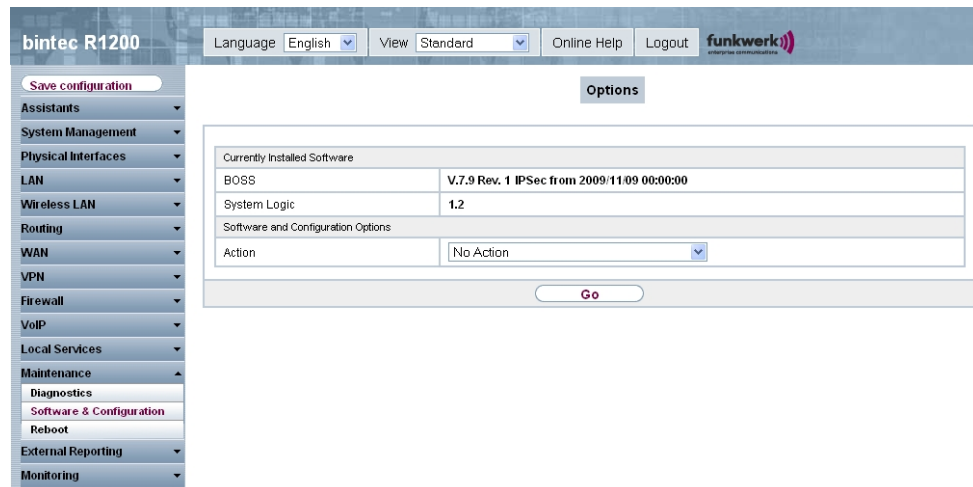 bintec R1200
Language English View Standard Online Help Logout funkwerk
enterprise communications
Save configuration
Assistants
System Management
Physical Interfaces
LAN
Wireless LAN
Routing
WAN
VPN
Firewall
VoIP
Local Services
Maintenance
Diagnostics
Software & Configuration
Reboot
External Reporting
Monitoring
Options
Currently Installed Software
BOSS V.7.9 Rev. 1 IPSec from 2009/11/09 00:00:00
System Logic 1.2
Software and Configuration Options
Action No Action
Go